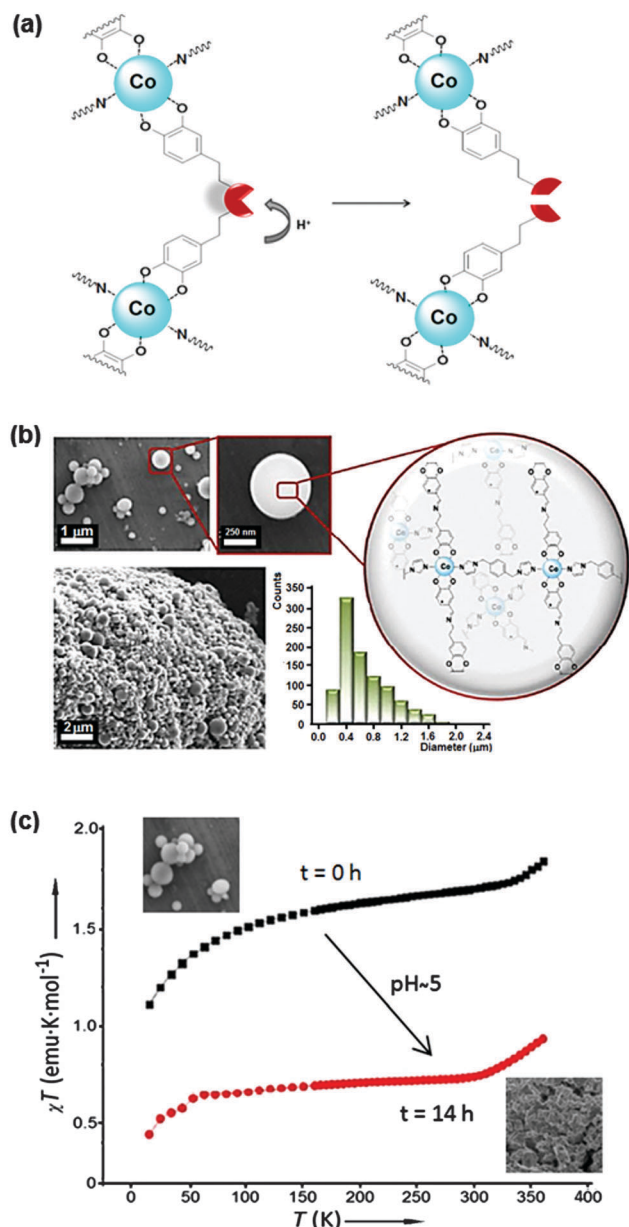 (a)
O O
Co
N N
O O
H⁺
O O
N N
Co
O O
O O
Co
N N
O O
O O
N N
Co
O O
(b)
1 μm
250 nm
2 μm
Counts
350
300
250
200
150
100
50
0
0.0 0.4 0.8 1.2 1.6 2.0 2.4
Diameter (μm)
Co
Co
Co
Co
Co
(c)
2.0
1.5
1.0
0.5
0
χT (emu·K·mol⁻¹)
t = 0 h
pH~5
t = 14 h
0 50 100 150 200 250 300 350 400
T (K)